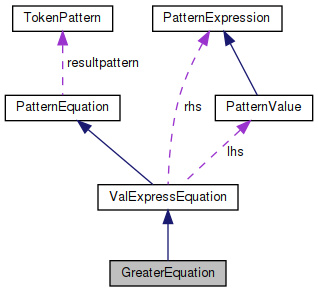 TokenPattern
PatternExpression
resultpattern
PatternEquation
rhs
PatternValue
lhs
ValExpressEquation
GreaterEquation